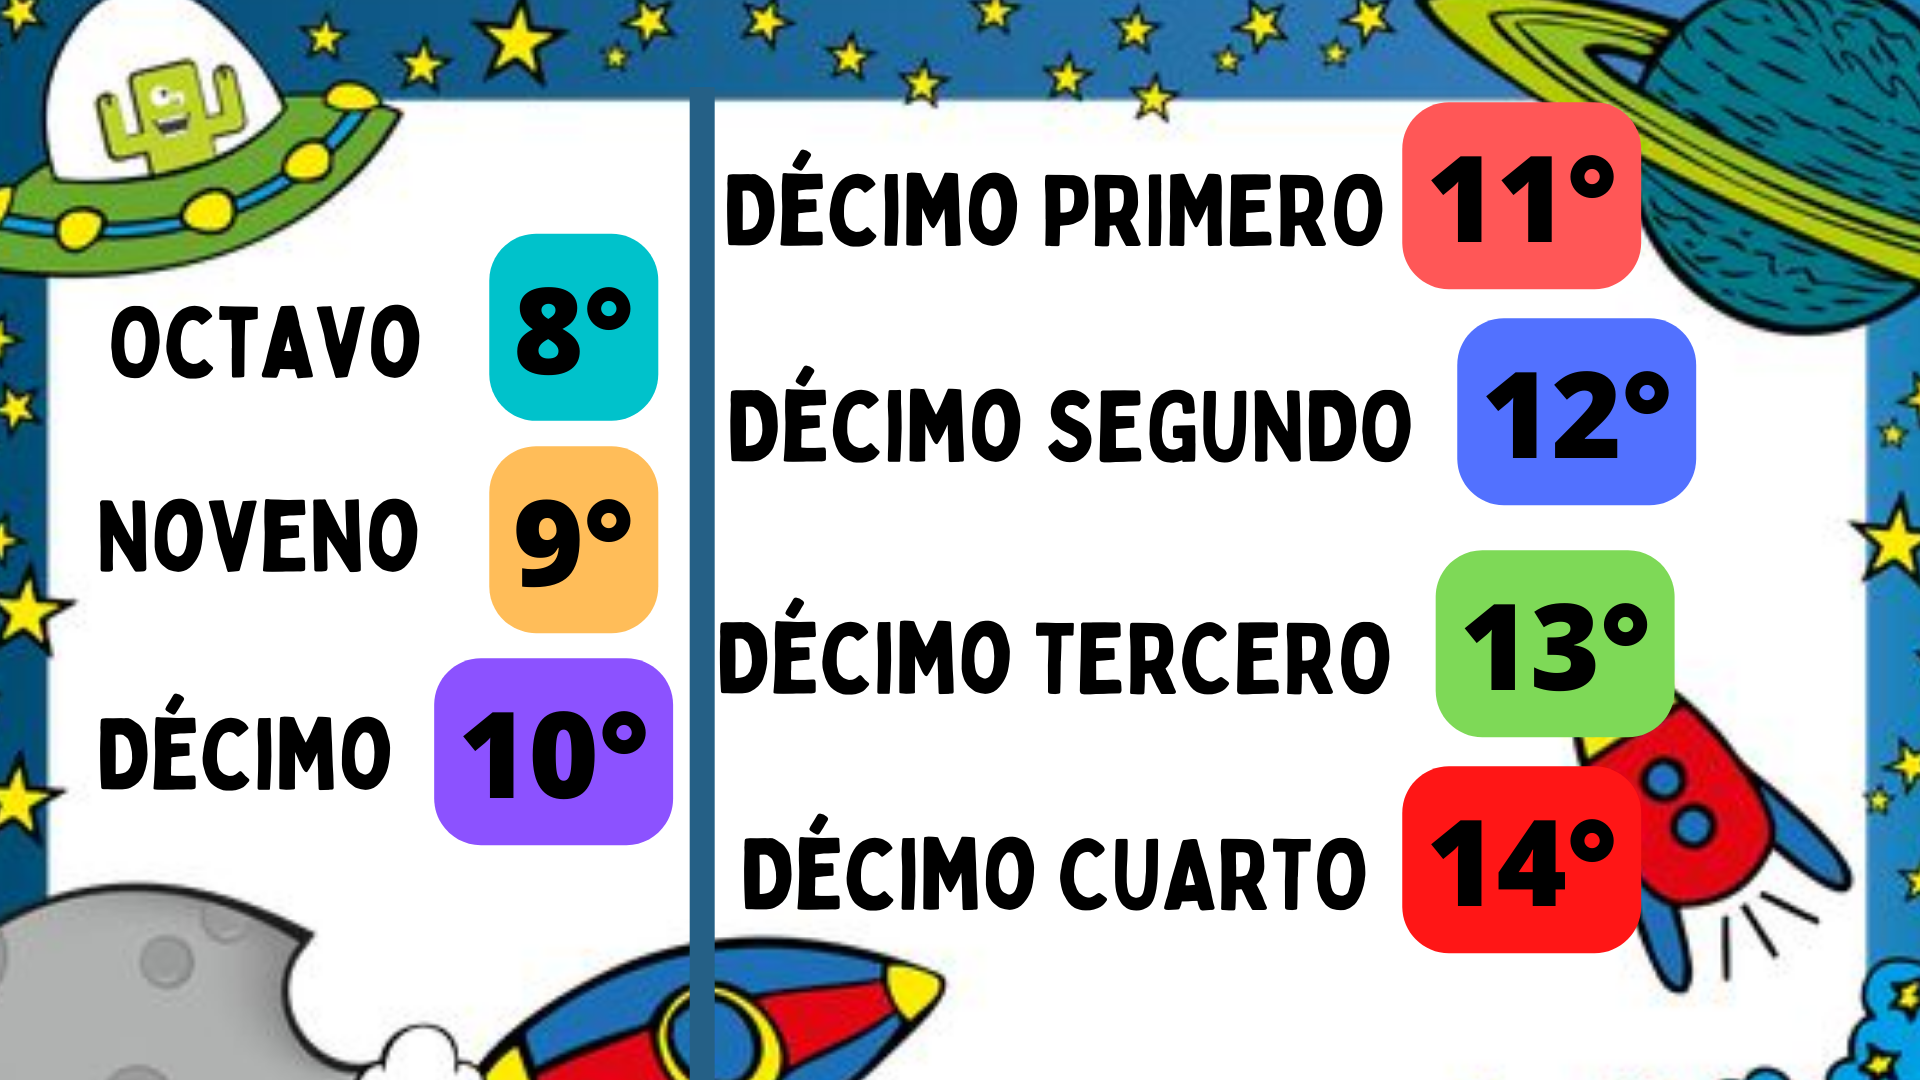 OCTAVO 8°
NOVENO 9°
DÉCIMO 10°
DÉCIMO PRIMERO 11°
DÉCIMO SEGUNDO 12°
DÉCIMO TERCERO 13°
DÉCIMO CUARTO 14°